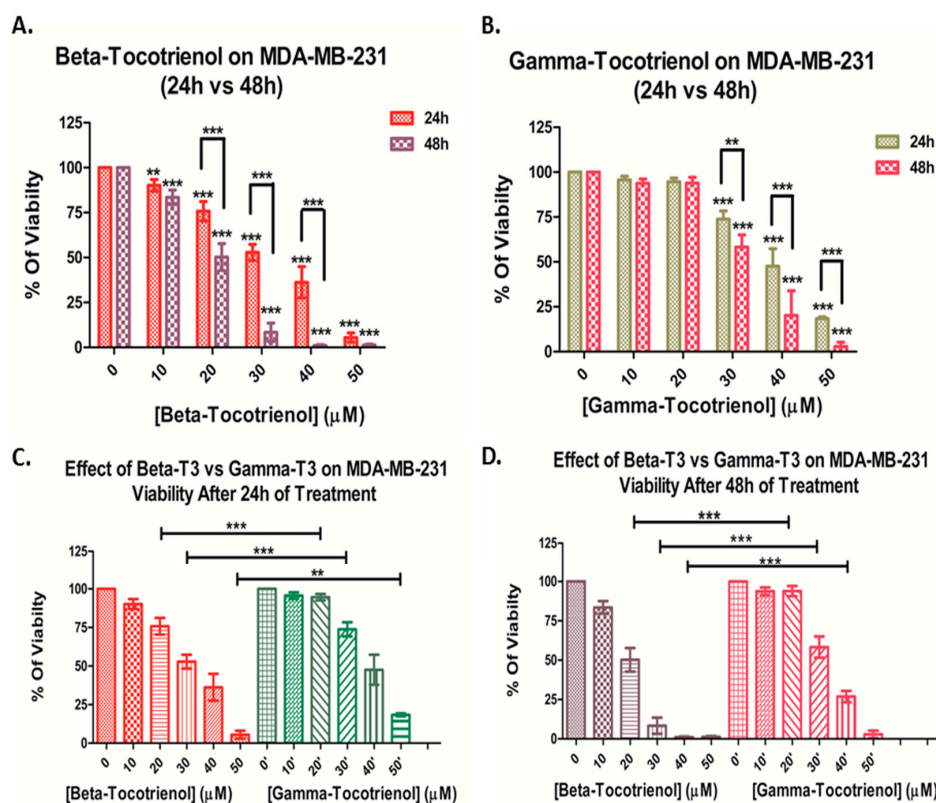 A.
Beta-Tocotrienol on MDA-MB-231
(24h vs 48h)
24h
48h
% Of Viabilty
125
100
75
50
25
0
** *** *** *** *** *** *** *** *** *** ***
*** *** ***
0 10 20 30 40 50
[Beta-Tocotrienol] (µM)
B.
Gamma-Tocotrienol on MDA-MB-231
(24h vs 48h)
24h
48h
% Of Viabilty
125
100
75
50
25
0
** *** ***
*** *** *** *** *** ***
0 10 20 30 40 50
[Gamma-Tocotrienol] (µM)
C.
Effect of Beta-T3 vs Gamma-T3 on MDA-MB-231
Viability After 24h of Treatment
***
***
**
% Of Viabilty
125
100
75
50
25
0
0 10 20 30 40 50 0' 10' 20' 30' 40' 50'
[Beta-Tocotrienol] (µM) [Gamma-Tocotrienol] (µM)
D.
Effect of Beta-T3 vs Gamma-T3 on MDA-MB-231
Viability After 48h of Treatment
***
***
***
% Of Viabilty
125
100
75
50
25
0
0 10 20 30 40 50 0' 10' 20' 30' 40' 50'
[Beta-Tocotrienol] (µM) [Gamma-Tocotrienol] (µM)